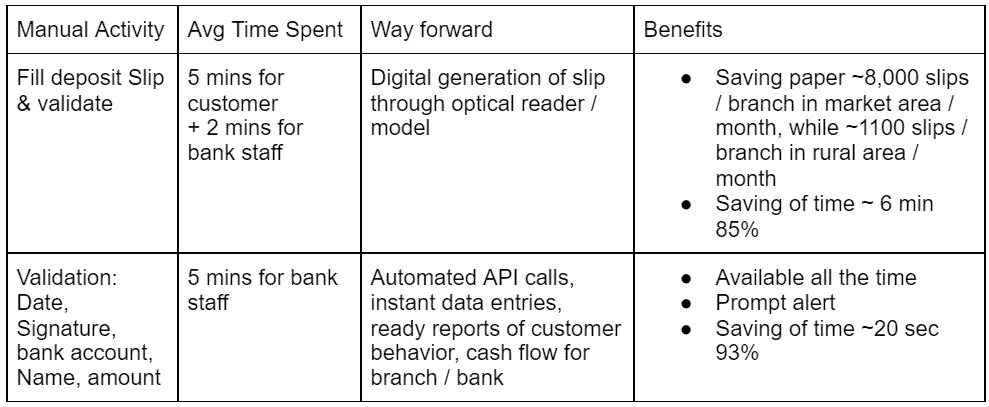 Manual Activity
Avg Time Spent
Way forward
Benefits
Fill deposit Slip
& validate
5 mins for
customer
+ 2 mins for
bank staff
Digital generation of slip
through optical reader /
model
● Saving paper ~8,000 slips
/ branch in market area /
month, while ~1100 slips /
branch in rural area /
month
● Saving of time ~ 6 min
85%
Validation:
Date,
Signature,
bank account,
Name, amount
5 mins for bank
staff
Automated API calls,
instant data entries,
ready reports of customer
behavior, cash flow for
branch / bank
● Available all the time
● Prompt alert
● Saving of time ~20 sec
93%